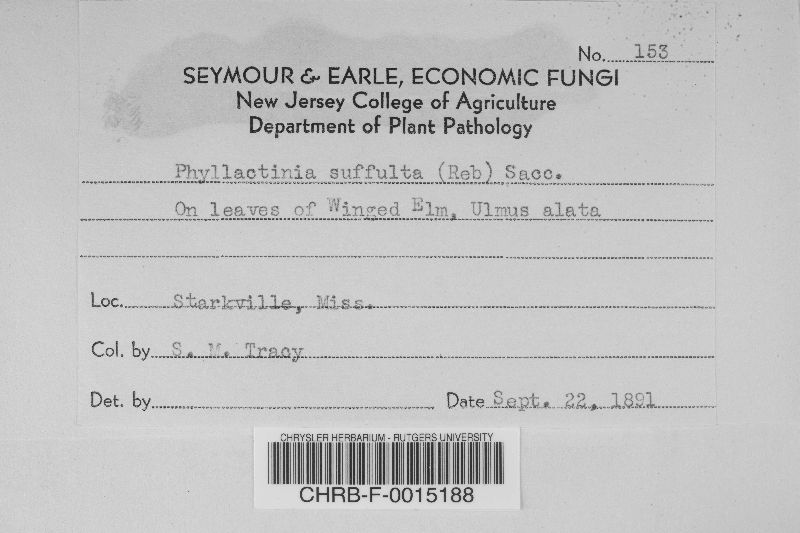 No. 153
SEYMOUR & EARLE, ECONOMIC FUNGI
New Jersey College of Agriculture
Department of Plant Pathology
Phyllactinia suffulta (Reb) Sacc.
On leaves of Winged Elm, Ulmus alata
Loc. Starkville, Miss.
Col. by S. M. Tracy
Det. by Date Sept. 22, 1891
CHRYSLER HERBARIUM - RUTGERS UNIVERSITY
CHRB-F-0015188